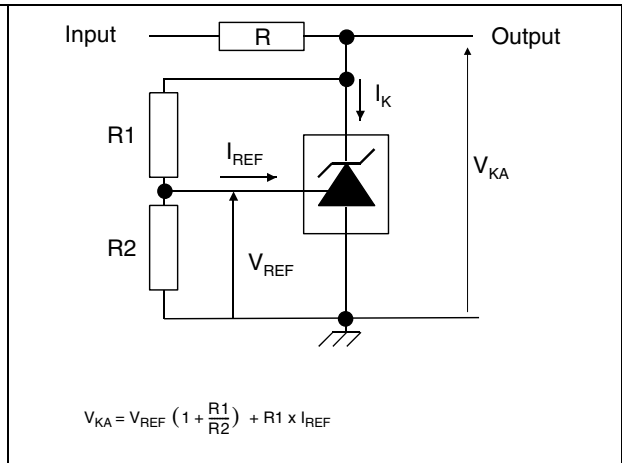 Input R Output
I_K
R1
I_REF
V_KA
R2
V_REF
V_KA = V_REF (1 + R1/R2) + R1 x I_REF